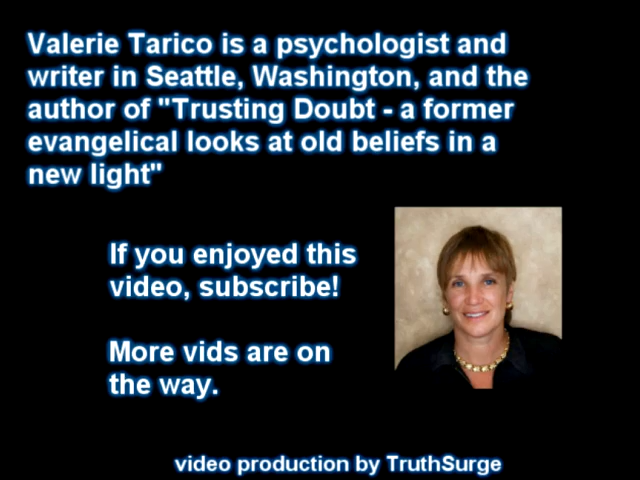 Valerie Tarico is a psychologist and
writer in Seattle, Washington, and the
author of "Trusting Doubt - a former
evangelical looks at old beliefs in a
new light"
If you enjoyed this
video, subscribe!
More vids are on
the way.
video production by TruthSurge